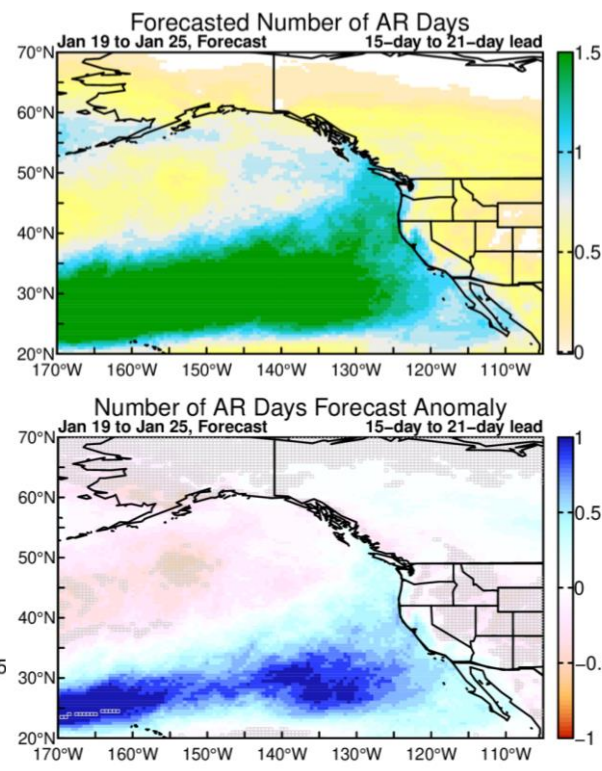 Forecasted Number of AR Days
Jan 19 to Jan 25, Forecast 15-day to 21-day lead
70°N
60°N
50°N
40°N
30°N
20°N
170°W 160°W 150°W 140°W 130°W 120°W 110°W
1.5
1
0.5
0
Number of AR Days Forecast Anomaly
Jan 19 to Jan 25, Forecast 15-day to 21-day lead
70°N
60°N
50°N
40°N
30°N
20°N
170°W 160°W 150°W 140°W 130°W 120°W 110°W
1
0.5
0
-0.
-1
5